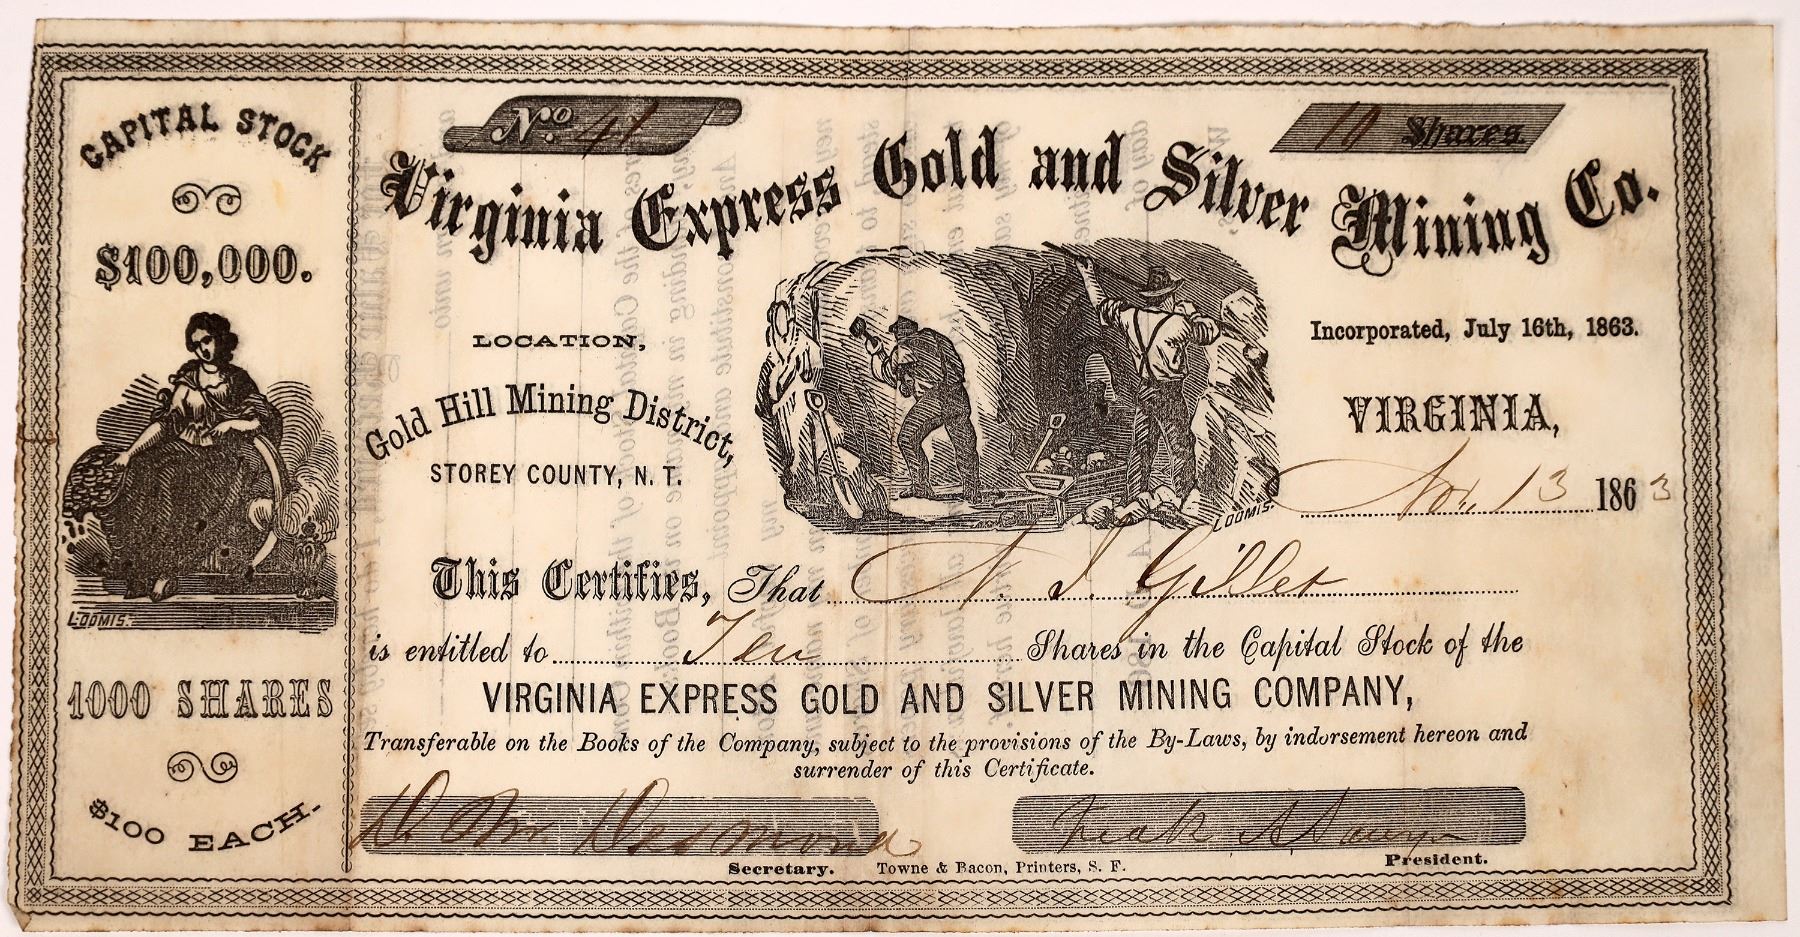 CAPITAL STOCK
$100,000.
LOOMIS.
1000 SHARES
$100 EACH.
No. 41
10 Shares.
Virginia Express Gold and Silver Mining Co.
LOCATION,
Gold Hill Mining District,
STOREY COUNTY, N. T.
LOOMIS.
Incorporated, July 16th, 1863.
VIRGINIA,
Nov. 13 1863
This Certifies, That N. I. Gillet
is entitled to Ten Shares in the Capital Stock of the
VIRGINIA EXPRESS GOLD AND SILVER MINING COMPANY,
Transferable on the Books of the Company, subject to the provisions of the By-Laws, by indorsement hereon and
surrender of this Certificate.
Desmond
Secretary.
Towne & Bacon, Printers, S. F.
President.